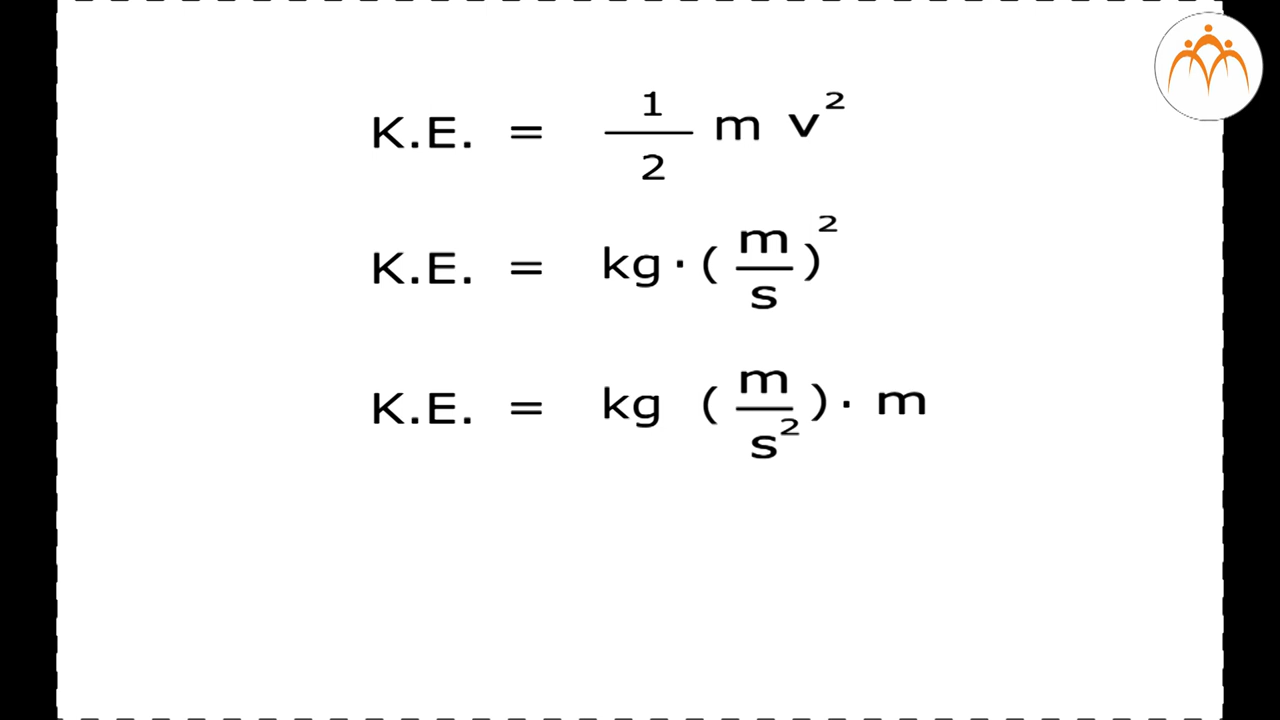 K.E. = 1/2 m v²
K.E. = kg · (m/s)²
K.E. = kg (m/s²) · m